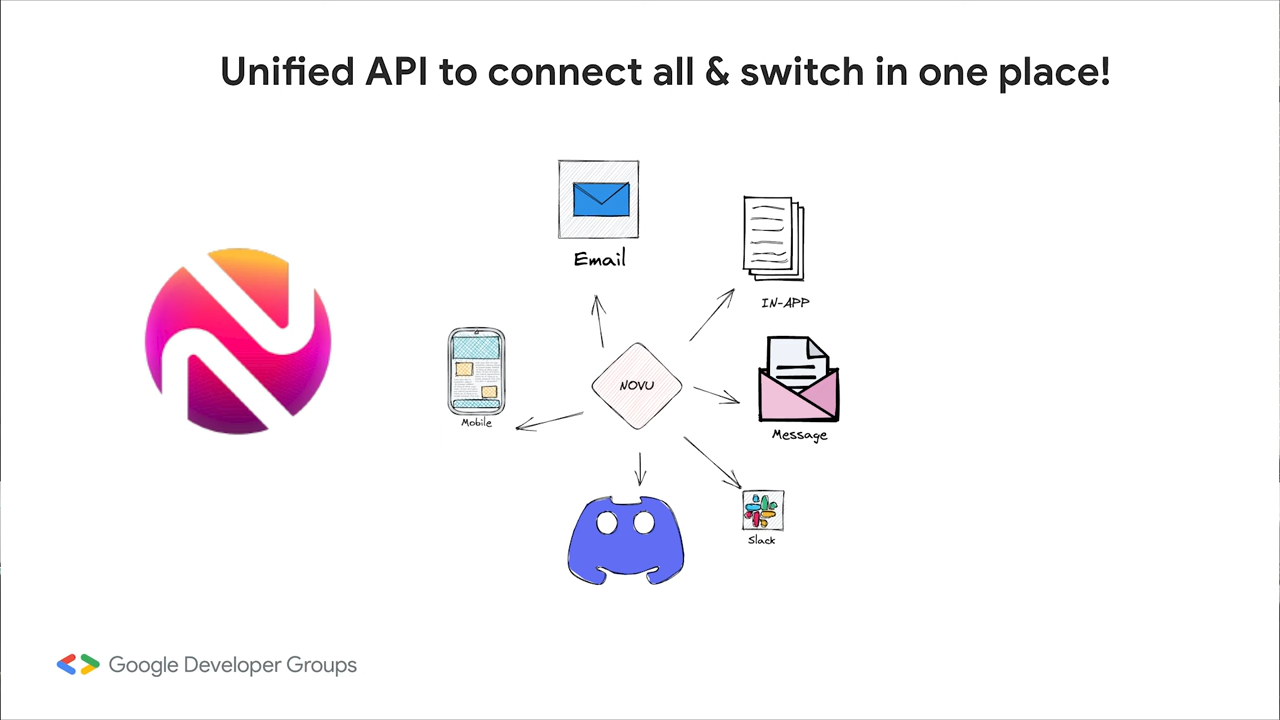 Unified API to connect all & switch in one place!
Email
IN-APP
NOVU
Mobile
Message
Slack
Google Developer Groups